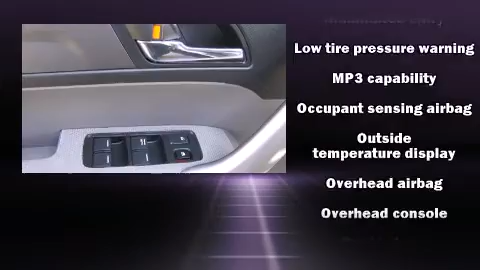 Low tire pressure warning
MP3 capability
Occupant sensing airbag
Outside
temperature display
Overhead airbag
Overhead console